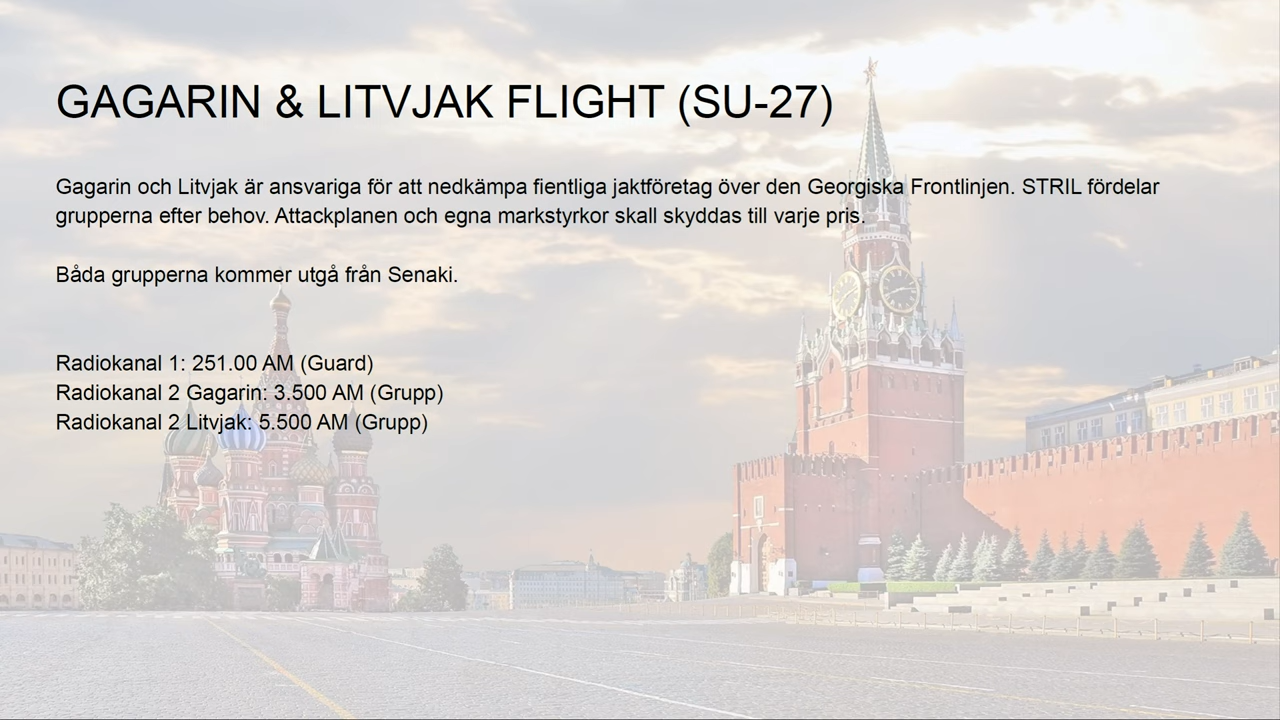 GAGARIN & LITVJAK FLIGHT (SU-27)
Gagarin och Litvjak är ansvariga för att nedkämpa fientliga jaktföretag över den Georgiska Frontlinjen. STRIL fördelar
grupperna efter behov. Attackplanen och egna markstyrkor skall skyddas till varje pris.
Båda grupperna kommer utgå från Senaki.
Radiokanal 1: 251.00 AM (Guard)
Radiokanal 2 Gagarin: 3.500 AM (Grupp)
Radiokanal 2 Litvjak: 5.500 AM (Grupp)